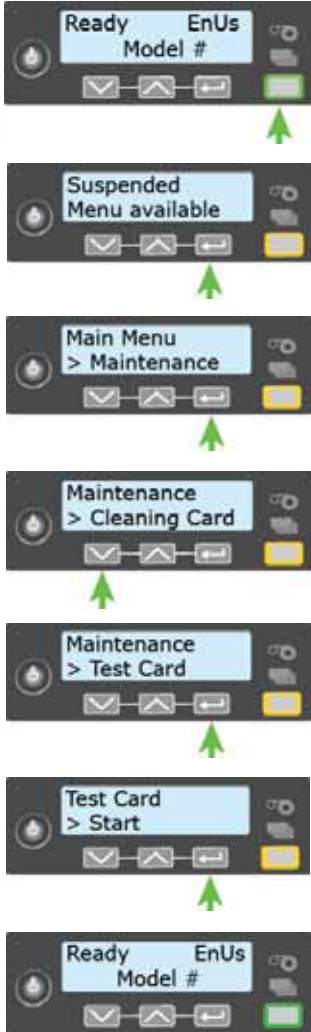 Ready EnUs
Model #
Suspended
Menu available
Main Menu
> Maintenance
Maintenance
> Cleaning Card
Maintenance
> Test Card
Test Card
> Start
Ready EnUs
Model #